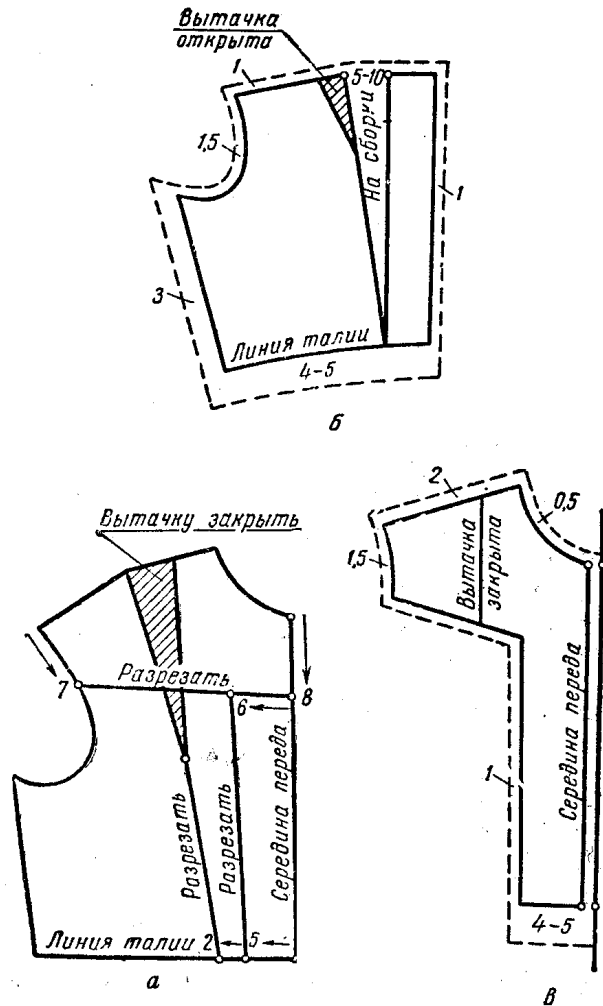 Вытачка
открыта
1
5-10
1,5
На сборки
1
3
Линия талии
4-5
б
Вытачку закрыть
7
Разрезать
6
8
Разрезать
Разрезать
Середина переда
Линия талии 2 5
а
2
0,5
1,5
Вытачка
закрыта
Середина переда
1
4-5
в